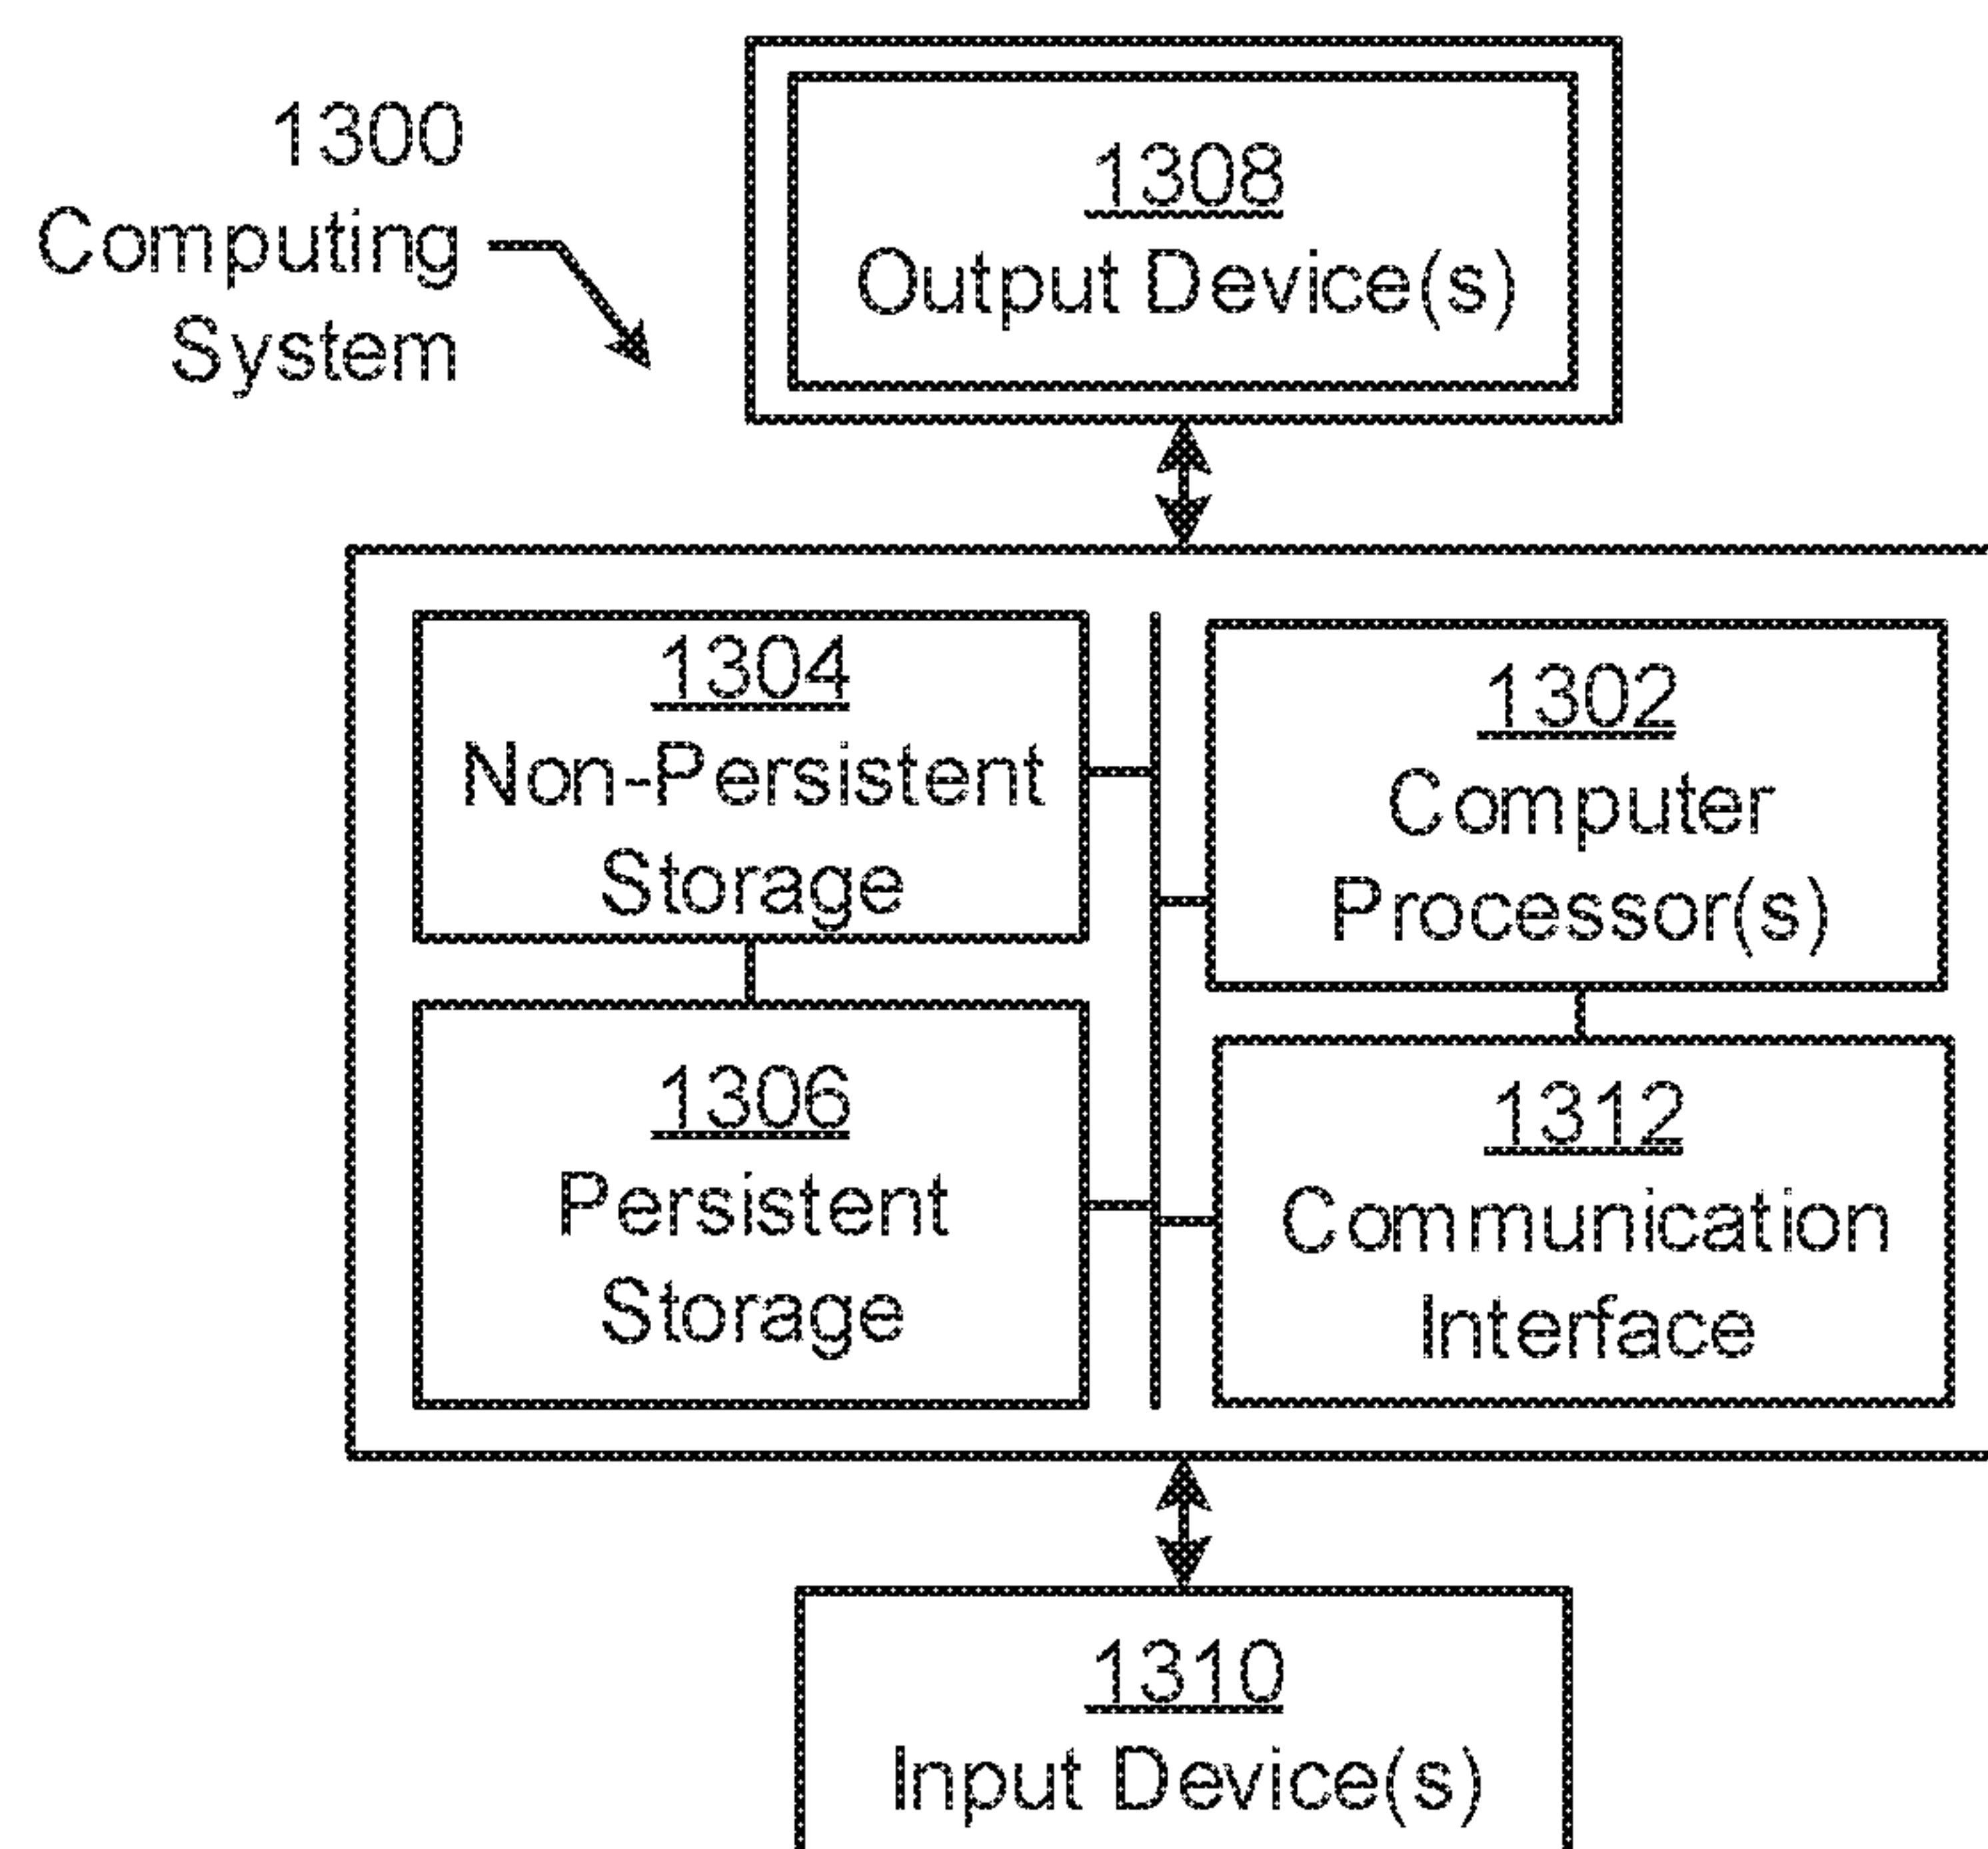 1300
Computing
System
1308
Output Device(s)
1304
Non-Persistent
Storage
1302
Computer
Processor(s)
1306
Persistent
Storage
1312
Communication
Interface
1310
Input Device(s)